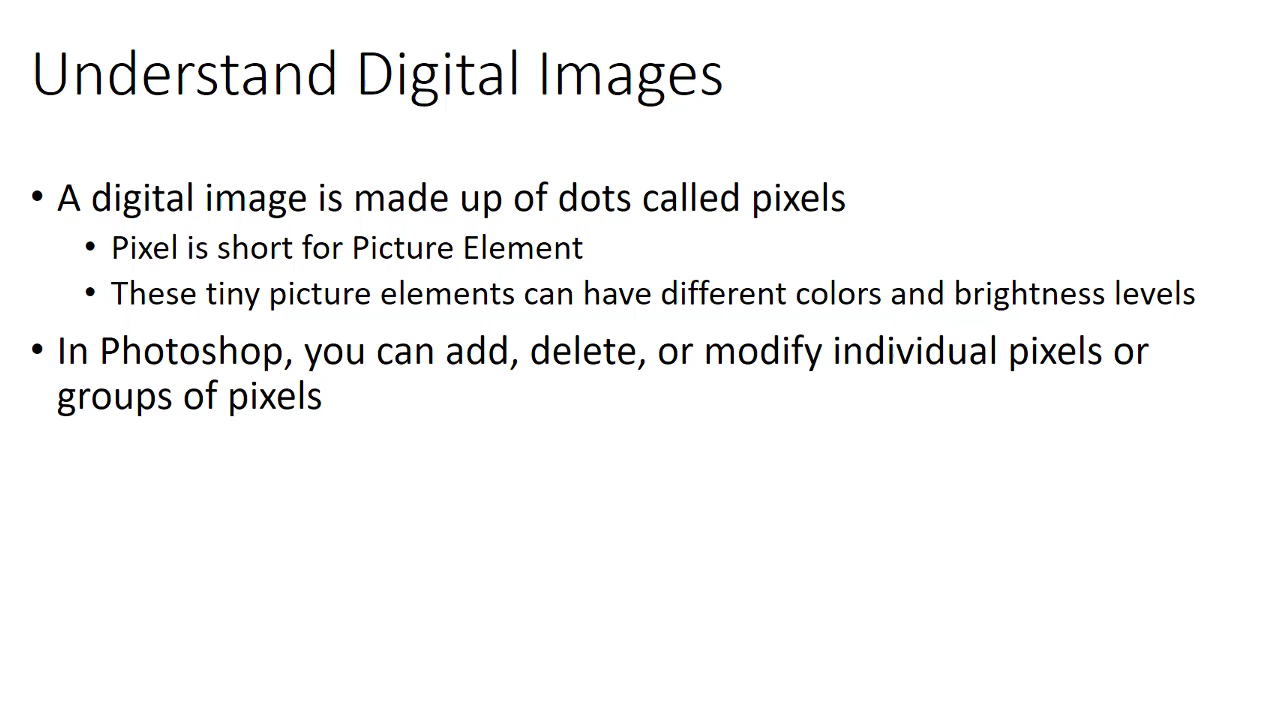 Understand Digital Images
• A digital image is made up of dots called pixels
• Pixel is short for Picture Element
• These tiny picture elements can have different colors and brightness levels
• In Photoshop, you can add, delete, or modify individual pixels or
groups of pixels